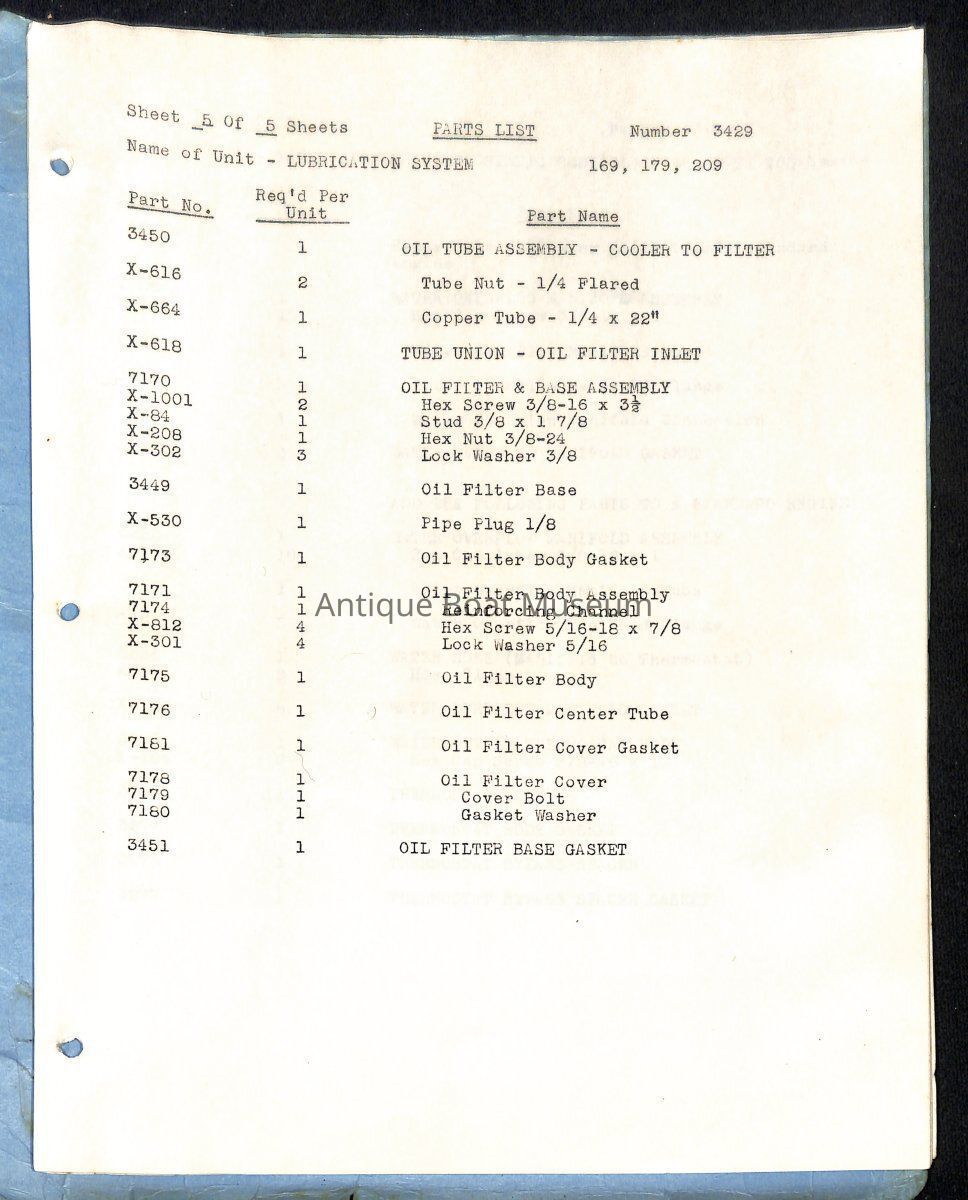 Sheet 5 Of 5 Sheets PARTS LIST Number 3429
Name of Unit - LUBRICATION SYSTEM 169, 179, 209
Part No. Req'd Per Unit Part Name
3450 1 OIL TUBE ASSEMBLY - COOLER TO FILTER
X-616 2 Tube Nut - 1/4 Flared
X-664 1 Copper Tube - 1/4 x 22"
X-618 1 TUBE UNION - OIL FILTER INLET
7170 1 OIL FILTER & BASE ASSEMBLY
X-1001 2 Hex Screw 3/8-16 x 3½
X-84 1 Stud 3/8 x 1 7/8
X-208 1 Hex Nut 3/8-24
X-302 3 Lock Washer 3/8
3449 1 Oil Filter Base
X-530 1 Pipe Plug 1/8
7173 1 Oil Filter Body Gasket
7171 1 Oil Filter Body Assembly
7174 1 Reinforcing Channel
Antique Boat Museum
X-812 4 Hex Screw 5/16-18 x 7/8
X-301 4 Lock Washer 5/16
7175 1 Oil Filter Body
7176 1 Oil Filter Center Tube
7181 1 Oil Filter Cover Gasket
7178 1 Oil Filter Cover
7179 1 Cover Bolt
7180 1 Gasket Washer
3451 1 OIL FILTER BASE GASKET